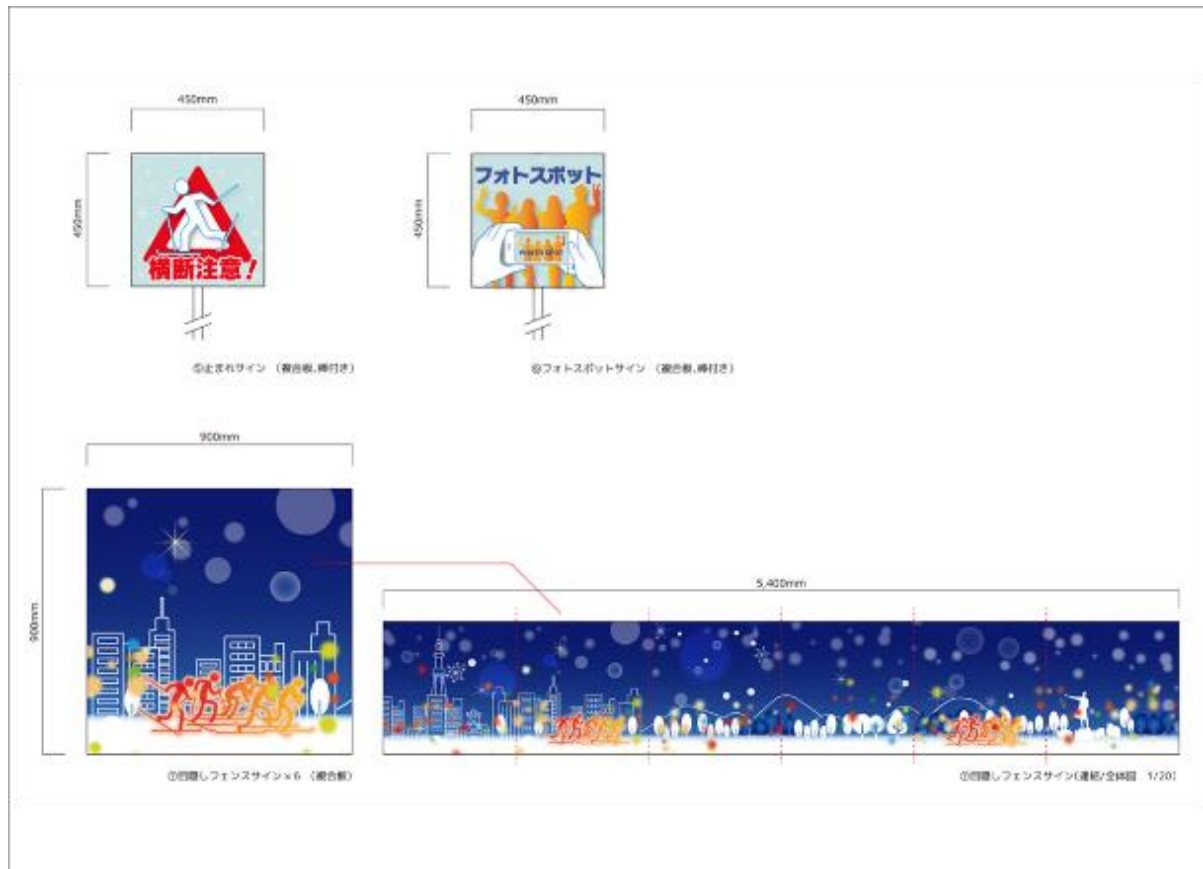 450mm
450mm
450mm
横断注意！
450mm
フォトスポット
PHOTO SPOT
⑤止まれサイン （複合板、棒付き）
⑥フォトスポットサイン （複合板、棒付き）
900mm
900mm
5,400mm
⑦目隠しフェンスサイン×6 （複合板）
⑦目隠しフェンスサイン（連結/全体図 1/20）